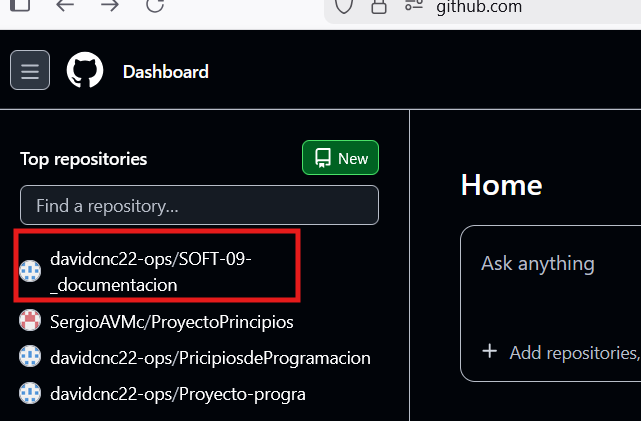 github.com
Dashboard
Top repositories
New
Find a repository...
davidcnc22-ops/SOFT-09-
_documentacion
SergioAVMc/ProyectoPrincipios
davidcnc22-ops/PricipiosdeProgramacion
davidcnc22-ops/Proyecto-progra
Home
Ask anything
Add repositories,